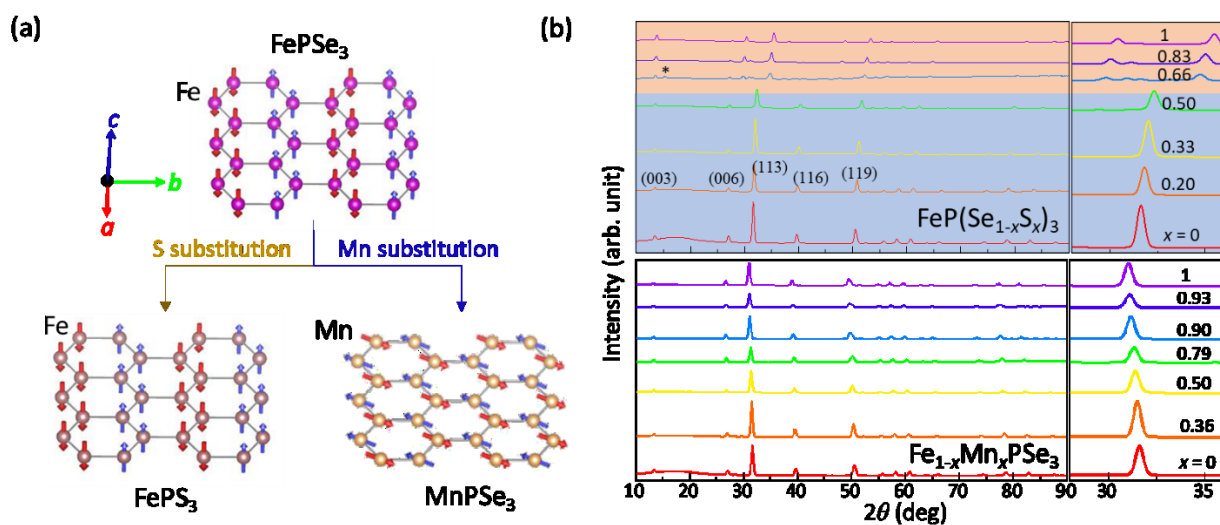 (a)
FePSe3
Fe
c
b
a
S substitution
Mn substitution
Fe
Mn
FePS3
MnPSe3
(b)
Intensity (arb. unit)
1
0.83
*
0.66
0.50
0.33
(003)
(006)
(113)
(116)
(119)
0.20
FeP(Se1-xSx)3
x = 0
1
0.93
0.90
0.79
0.50
0.36
Fe1-xMnxPSe3
x = 0
10 20 30 40 50 60 70 80 90 30 35
2θ (deg)